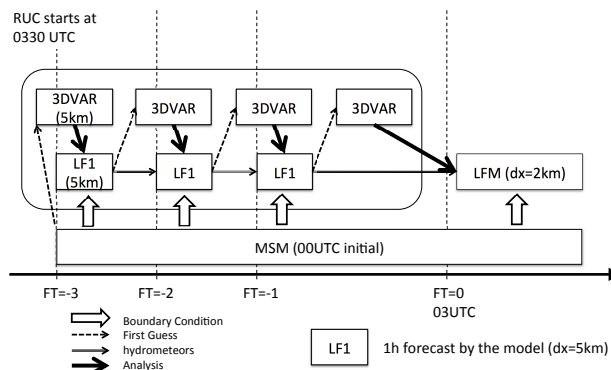 RUC starts at
0330 UTC
3DVAR
(5km)
3DVAR
3DVAR
3DVAR
LF1
(5km)
LF1
LF1
LFM (dx=2km)
MSM (00UTC initial)
FT=-3
FT=-2
FT=-1
FT=0
03UTC
Boundary Condition
First Guess
hydrometeors
Analysis
LF1
1h forecast by the model (dx=5km)